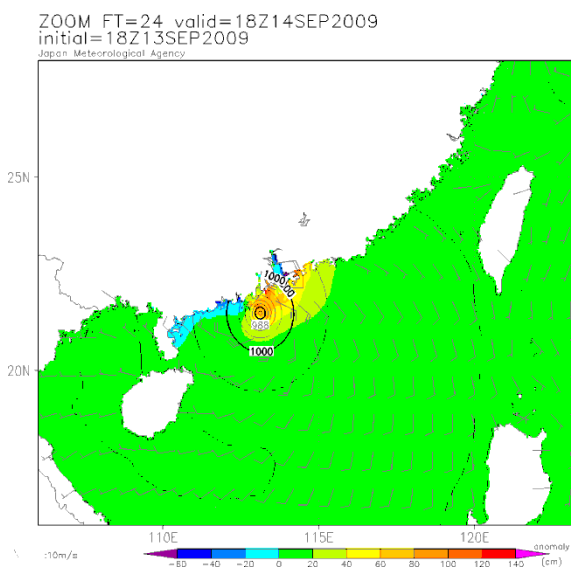 ZOOM FT=24 valid=18Z14SEP2009
initial=18Z13SEP2009
Japan Meteorological Agency
25N
20N
1000
1000
988
110E 115E 120E
:10m/s
-60 -40 -20 0 20 40 60 80 100 120 140
anomaly
(cm)